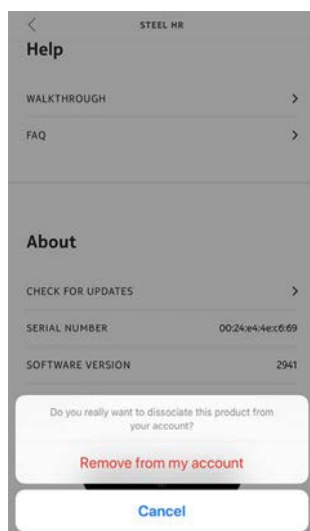 STEEL HR
Help
WALKTHROUGH
FAQ
About
CHECK FOR UPDATES
SERIAL NUMBER 00:24:e4:4e:c6:69
SOFTWARE VERSION 2941
Do you really want to dissociate this product from
your account?
Remove from my account
Cancel